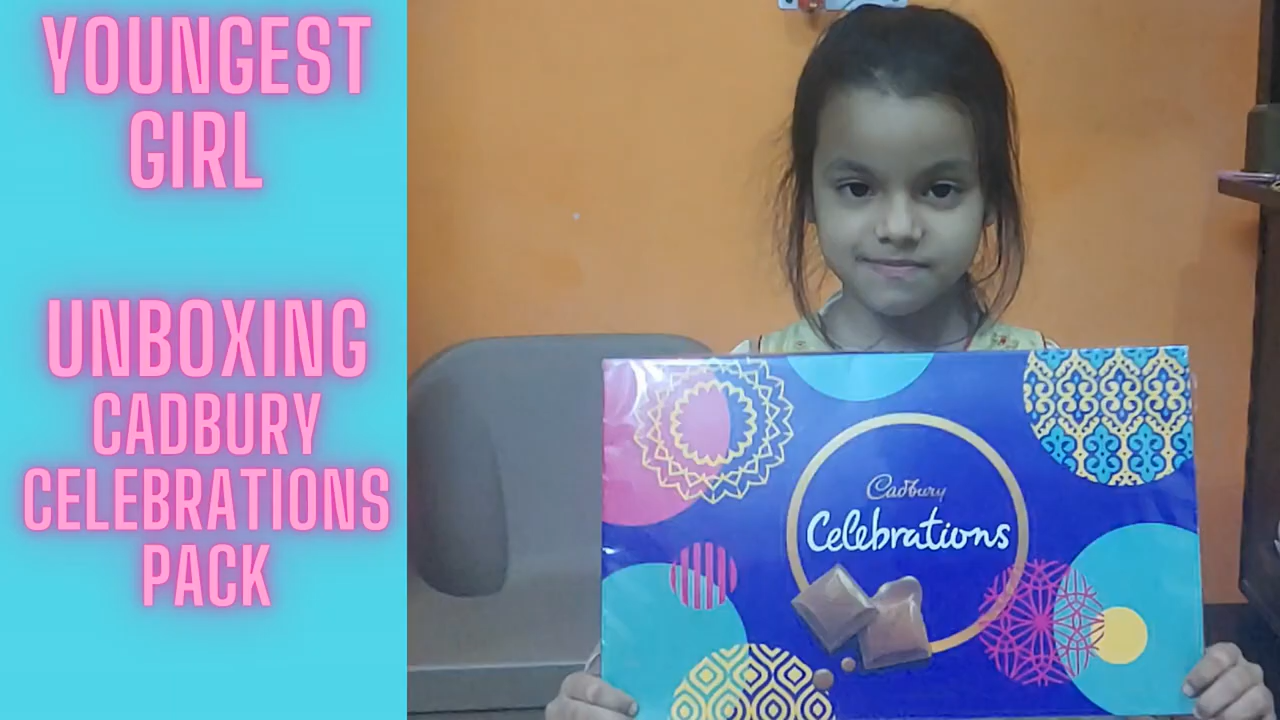 YOUNGEST
GIRL
UNBOXING
CADBURY
CELEBRATIONS
PACK
Cadbury
Celebrations